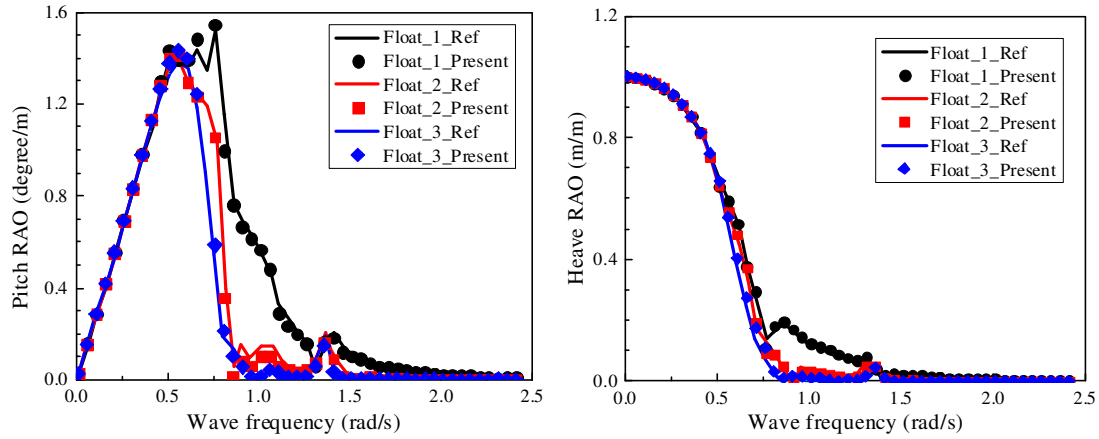 Pitch RAO (degree/m)
1.6
1.2
0.8
0.4
0.0
0.0
0.5
1.0
1.5
2.0
2.5
Wave frequency (rad/s)
Float_1_Ref
Float_1_Present
Float_2_Ref
Float_2_Present
Float_3_Ref
Float_3_Present
Heave RAO (m/m)
1.2
0.8
0.4
0.0
0.0
0.5
1.0
1.5
2.0
2.5
Wave frequency (rad/s)
Float_1_Ref
Float_1_Present
Float_2_Ref
Float_2_Present
Float_3_Ref
Float_3_Present